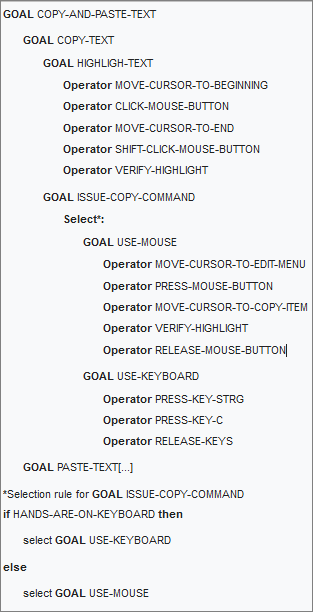 GOAL COPY-AND-PASTE-TEXT
GOAL COPY-TEXT
GOAL HIGHLIGH-TEXT
Operator MOVE-CURSOR-TO-BEGINNING
Operator CLICK-MOUSE-BUTTON
Operator MOVE-CURSOR-TO-END
Operator SHIFT-CLICK-MOUSE-BUTTON
Operator VERIFY-HIGHLIGHT
GOAL ISSUE-COPY-COMMAND
Select*:
GOAL USE-MOUSE
Operator MOVE-CURSOR-TO-EDIT-MENU
Operator PRESS-MOUSE-BUTTON
Operator MOVE-CURSOR-TO-COPY-ITEM
Operator VERIFY-HIGHLIGHT
Operator RELEASE-MOUSE-BUTTON
GOAL USE-KEYBOARD
Operator PRESS-KEY-STRG
Operator PRESS-KEY-C
Operator RELEASE-KEYS
GOAL PASTE-TEXT[...]
*Selection rule for GOAL ISSUE-COPY-COMMAND
if HANDS-ARE-ON-KEYBOARD then
select GOAL USE-KEYBOARD
else
select GOAL USE-MOUSE